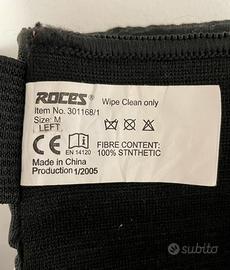 ROCES® Wipe Clean only
Item No. 301168/1
Size: M
LEFT
CE EN 14120
FIBRE CONTENT:
100% STNTHETIC
Made in China
Production 1/2005
subito